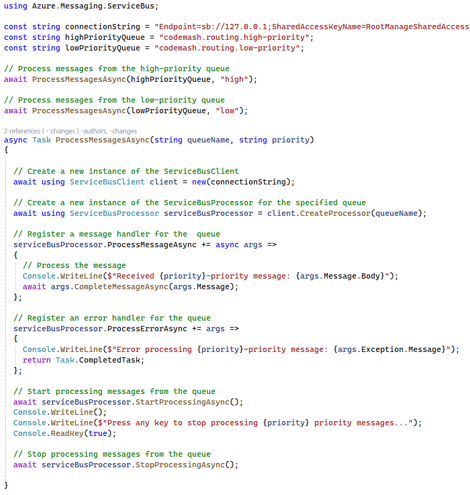 using Azure.Messaging.ServiceBus;
const string connectionString = "Endpoint=sb://127.0.0.1;SharedAccessKeyName=RootManageSharedAccess
const string highPriorityQueue = "codemash.routing.high-priority";
const string lowPriorityQueue = "codemash.routing.low-priority";
// Process messages from the high-priority queue
await ProcessMessagesAsync(highPriorityQueue, "high");
// Process messages from the low-priority queue
await ProcessMessagesAsync(lowPriorityQueue, "low");
2 references | - changes | -authors, -changes
async Task ProcessMessagesAsync(string queueName, string priority)
{
// Create a new instance of the ServiceBusClient
await using ServiceBusClient client = new(connectionString);
// Create a new instance of the ServiceBusProcessor for the specified queue
await using ServiceBusProcessor serviceBusProcessor = client.CreateProcessor(queueName);
// Register a message handler for the  queue
serviceBusProcessor.ProcessMessageAsync += async args =>
{
// Process the message
Console.WriteLine($"Received {priority}-priority message: {args.Message.Body}");
await args.CompleteMessageAsync(args.Message);
};
// Register an error handler for the queue
serviceBusProcessor.ProcessErrorAsync += args =>
{
Console.WriteLine($"Error processing {priority}-priority message: {args.Exception.Message}");
return Task.CompletedTask;
};
// Start processing messages from the queue
await serviceBusProcessor.StartProcessingAsync();
Console.WriteLine();
Console.WriteLine($"Press any key to stop processing {priority} priority messages...");
Console.ReadKey(true);
// Stop processing messages from the queue
await serviceBusProcessor.StopProcessingAsync();
}